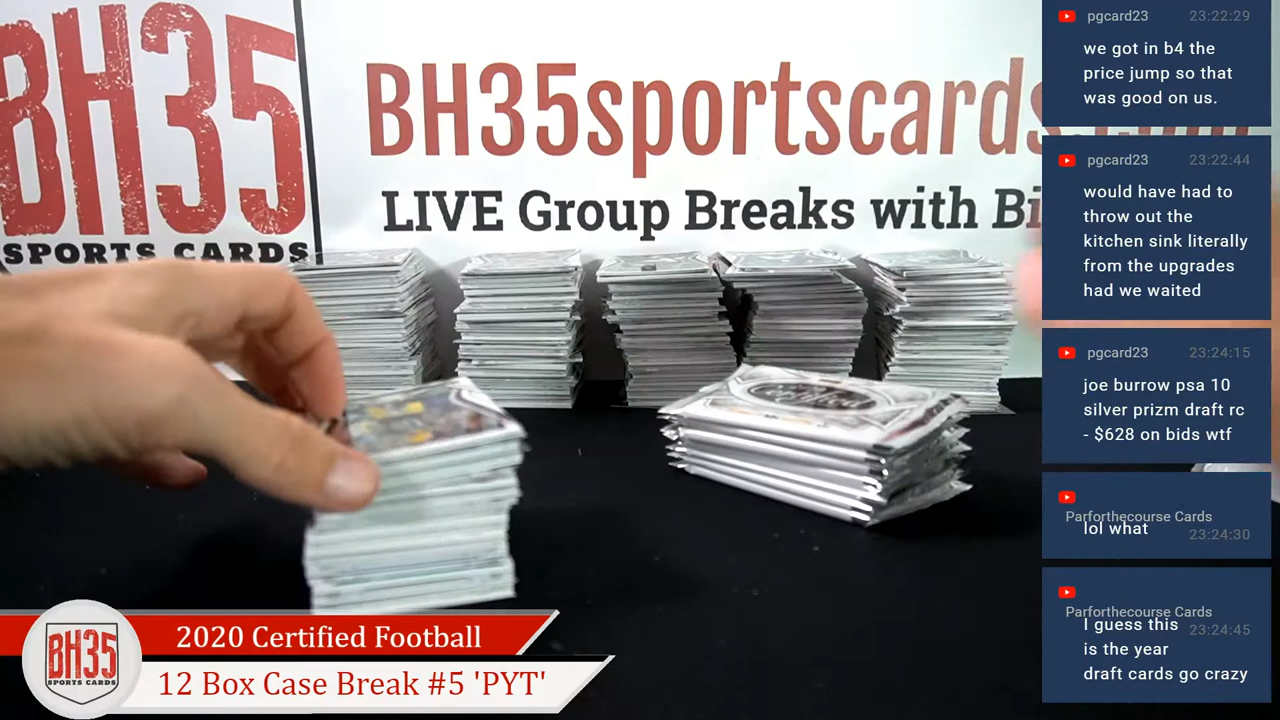 BH35
SPORTS CARDS
BH35sportscards.com
LIVE Group Breaks with Bi
certified
2020 Certified Football
12 Box Case Break #5 'PYT'
BH35
SPORTS CARDS
pgcard23 23:22:29
we got in b4 the
price jump so that
was good on us.
pgcard23 23:22:44
would have had to
throw out the
kitchen sink literally
from the upgrades
had we waited
pgcard23 23:24:15
joe burrow psa 10
silver prizm draft rc
- $628 on bids wtf
Parforthecourse Cards
lol what 23:24:30
Parforthecourse Cards
I guess this 23:24:45
is the year
draft cards go crazy